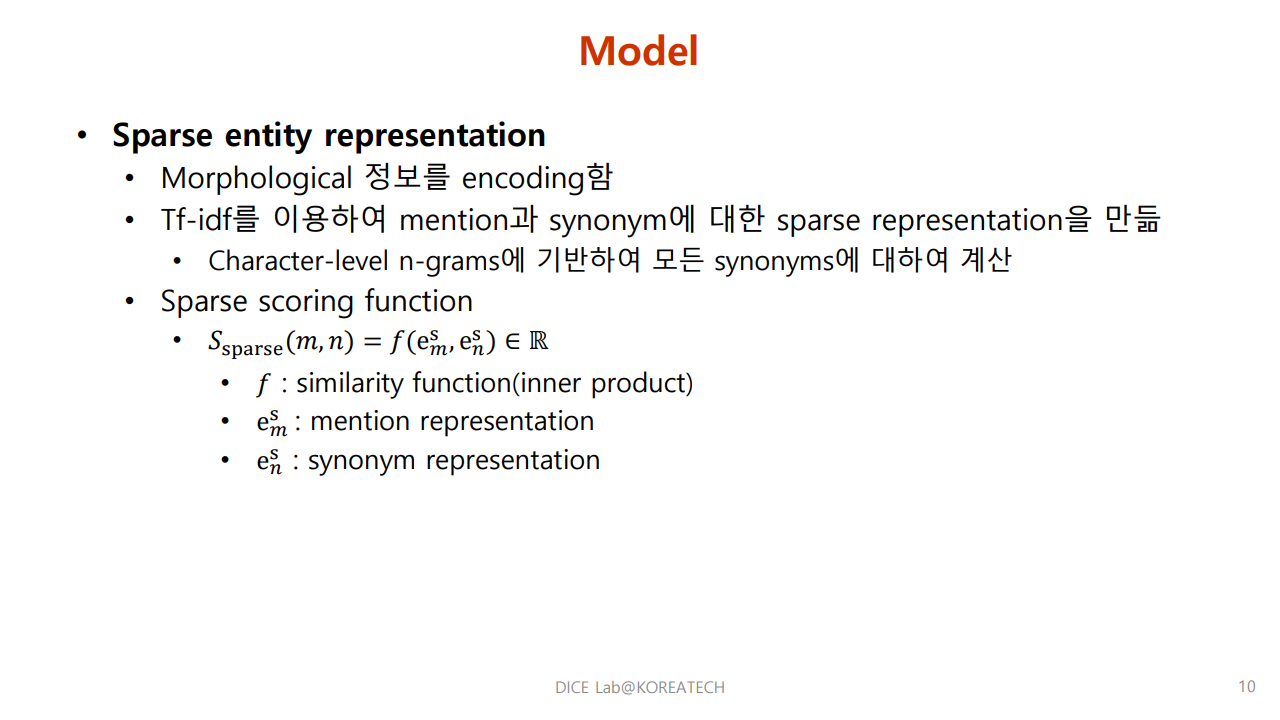 Model
• Sparse entity representation
• Morphological 정보를 encoding함
• Tf-idf를 이용하여 mention과 synonym에 대한 sparse representation을 만듦
• Character-level n-grams에 기반하여 모든 synonyms에 대하여 계산
• Sparse scoring function
• $S_{\text{sparse}}(m, n) = f(\mathrm{e}_m^{\mathrm{s}}, \mathrm{e}_n^{\mathrm{s}}) \in \mathbb{R}$
• $f$ : similarity function(inner product)
• $\mathrm{e}_m^{\mathrm{s}}$ : mention representation
• $\mathrm{e}_n^{\mathrm{s}}$ : synonym representation
DICE Lab@KOREATECH
10